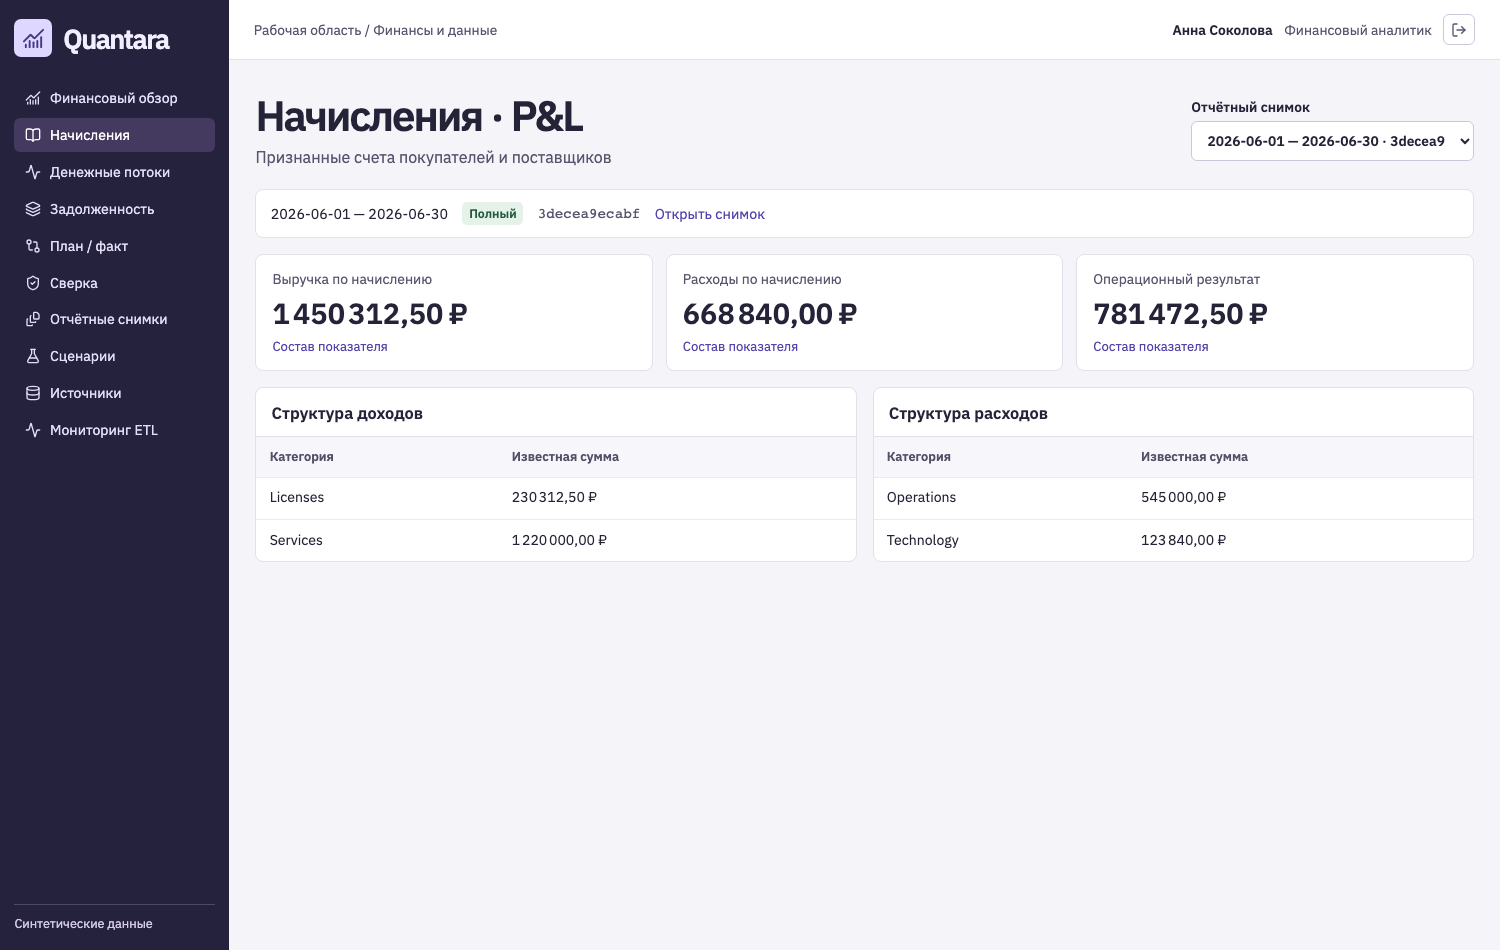 Quantara
Финансовый обзор
Начисления
Денежные потоки
Задолженность
План / факт
Сверка
Отчётные снимки
Сценарии
Источники
Мониторинг ETL
Синтетические данные
Рабочая область / Финансы и данные
Анна Соколова Финансовый аналитик
Начисления · P&L
Признанные счета покупателей и поставщиков
Отчётный снимок
2026-06-01 — 2026-06-30 · 3decea9
2026-06-01 — 2026-06-30 Полный 3decea9ecabf Открыть снимок
Выручка по начислению
1 450 312,50 ₽
Состав показателя
Расходы по начислению
668 840,00 ₽
Состав показателя
Операционный результат
781 472,50 ₽
Состав показателя
Структура доходов
Категория Известная сумма
Licenses 230 312,50 ₽
Services 1 220 000,00 ₽
Структура расходов
Категория Известная сумма
Operations 545 000,00 ₽
Technology 123 840,00 ₽